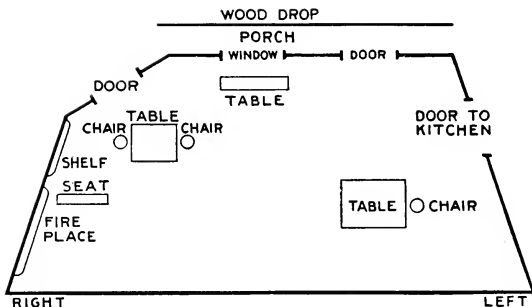 WOOD DROP
PORCH
WINDOW
DOOR
DOOR
TABLE
TABLE
CHAIR
CHAIR
DOOR TO
KITCHEN
SHELF
SEAT
FIRE
PLACE
TABLE
CHAIR
RIGHT
LEFT